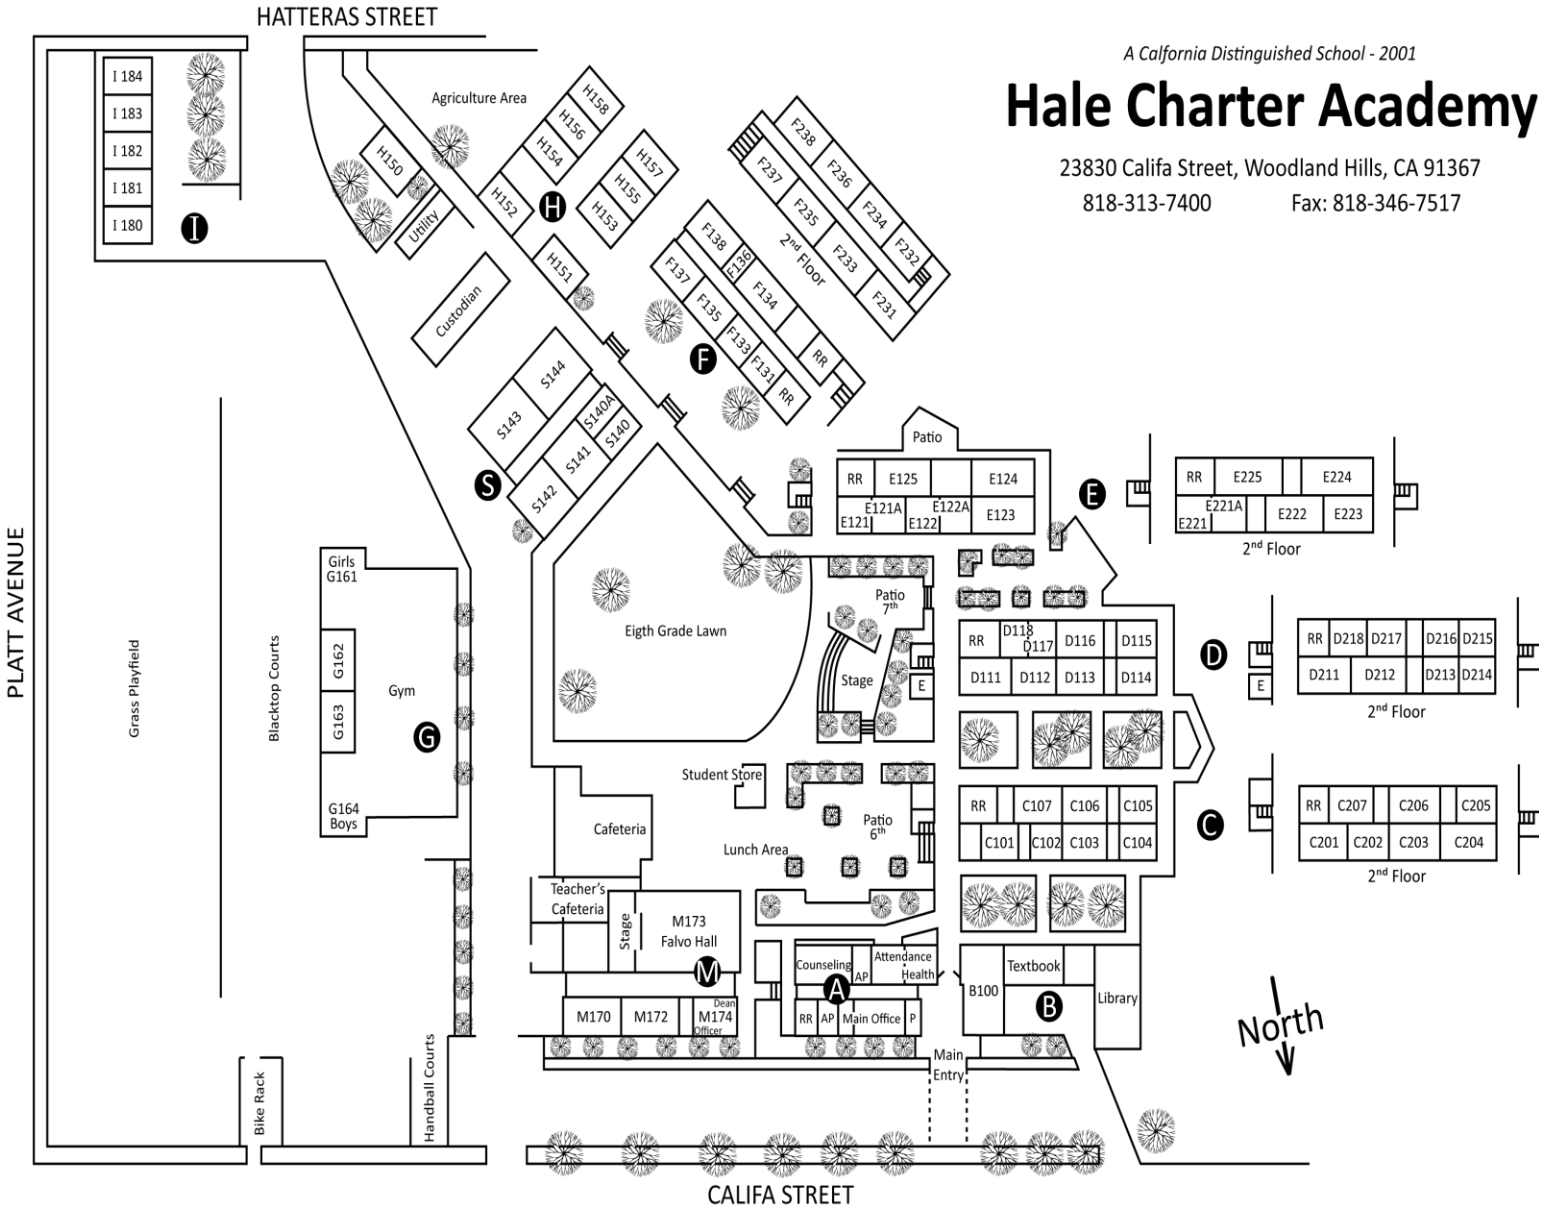 HATTERAS STREET
A Calfornia Distinguished School - 2001
Hale Charter Academy
23830 Califa Street, Woodland Hills, CA 91367
818-313-7400 Fax: 818-346-7517
I 184
I 183
I 182
I 181
I 180
I
Agriculture Area
H158
H156
H154
H152
H150
H157
H155
H153
H151
H
Utility
Custodian
F238
F236
F234
F232
F237
F235
F233
F231
2nd Floor
F138
F136
F134
RR
F137
F135
F133
F131
RR
F
S144
S143
S140A
S140
S141
S142
S
Patio
RR
E125
E124
E121
E121A
E122
E122A
E123
E
RR
E225
E224
E221
E221A
E222
E223
2nd Floor
PLATT AVENUE
Grass Playfield
Blacktop Courts
Girls
G161
G162
G163
Gym
G
G164
Boys
Eigth Grade Lawn
Patio
7th
Stage
E
RR
D118
D117
D116
D115
D111
D112
D113
D114
D
E
RR
D218
D217
D216
D215
D211
D212
D213
D214
2nd Floor
Student Store
Cafeteria
Patio
6th
Lunch Area
RR
C107
C106
C105
C101
C102
C103
C104
C
RR
C207
C206
C205
C201
C202
C203
C204
2nd Floor
Teacher's
Cafeteria
Stage
M173
Falvo Hall
M
M170
M172
Dean
M174
Officer
Counseling
AP
Attendance
Health
A
RR
AP
Main Office
P
B100
Textbook
B
Library
Main
Entry
North
Bike Rack
Handball Courts
CALIFA STREET